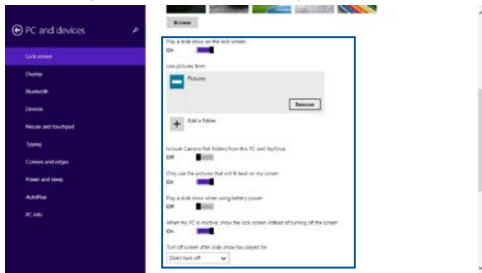 PC and devices
Lock screen
Display
Bluetooth
Devices
Mouse and touchpad
Typing
Corners and edges
Power and sleep
AutoPlay
PC info
Browse
Play a slide show on the lock screen
On
Use pictures from
Pictures
Remove
Add a folder
Include Camera Roll folders from this PC and SkyDrive
Off
Only use the pictures that will fit best on my screen
On
Play a slide show when using battery power
Off
When my PC is inactive, show the lock screen instead of turning off the screen
On
Turn off screen after slide show has played for
Don't turn off